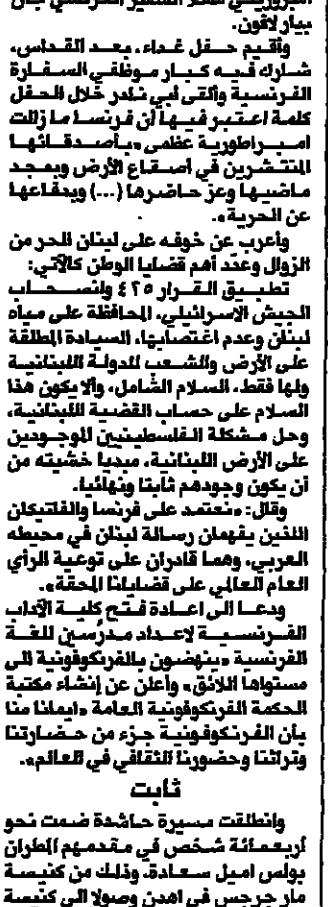 بيار لافون.
وأقيم حفل غداء، بعد القداس،
شارك فيه كبار موظفي السفارة
الفرنسية وألقى لبي نادر خلال الحفل
كلمة اعتبر فيها أن فرنسا ما زالت
امبراطورية عظمى «بأصدقائها
المنتشرين في أصقاع الأرض وبمجد
ماضيها وعز حاضرها (...) وبدفاعها
عن الحرية».
وأعرب عن خوفه على لبنان الحر من
الزوال وعدّد أهم قضايا الوطن كالآتي:
تطبيق القرار ٤٢٥ وانسحاب
الجيش الاسرائيلي، المحافظة على مياه
لبنان وعدم اغتصابها، السيادة المطلقة
على الأرض والشعب للدولة اللبنانية
ولها فقط، السلام الشامل، وألا يكون هذا
السلام على حساب القضية اللبنانية،
وحل مشكلة الفلسطينيين الموجودين
على الأرض اللبنانية، مبديا خشيته من
أن يكون وجودهم ثابتا ونهائيا.
وقال: «نعتمد على فرنسا والفاتيكان
اللذين يفهمان رسالة لبنان في محيطه
العربي، وهما قادران على توعية الرأي
العام العالمي على قضايانا المحقة».
ودعا الى اعادة فتح كلية الآداب
الفرنسية لاعداد مدرّسين للغة
الفرنسية «ينهضون بالفرنكوفونية الى
مستواها اللائق» وأعلن عن إنشاء مكتبة
الحكمة الفرنكوفونية العامة «ايمانا منا
بأن الفرنكوفونية جزء من حضارتنا
وتراثنا وحضورنا الثقافي في العالم».
ثابت
وانطلقت مسيرة حاشدة ضمت نحو
أربعمائة شخص في مقدمهم المطران
بولس اميل سعادة، وذلك من كنيسة
مار جرجس في اهدن وصولا الى كنيسة